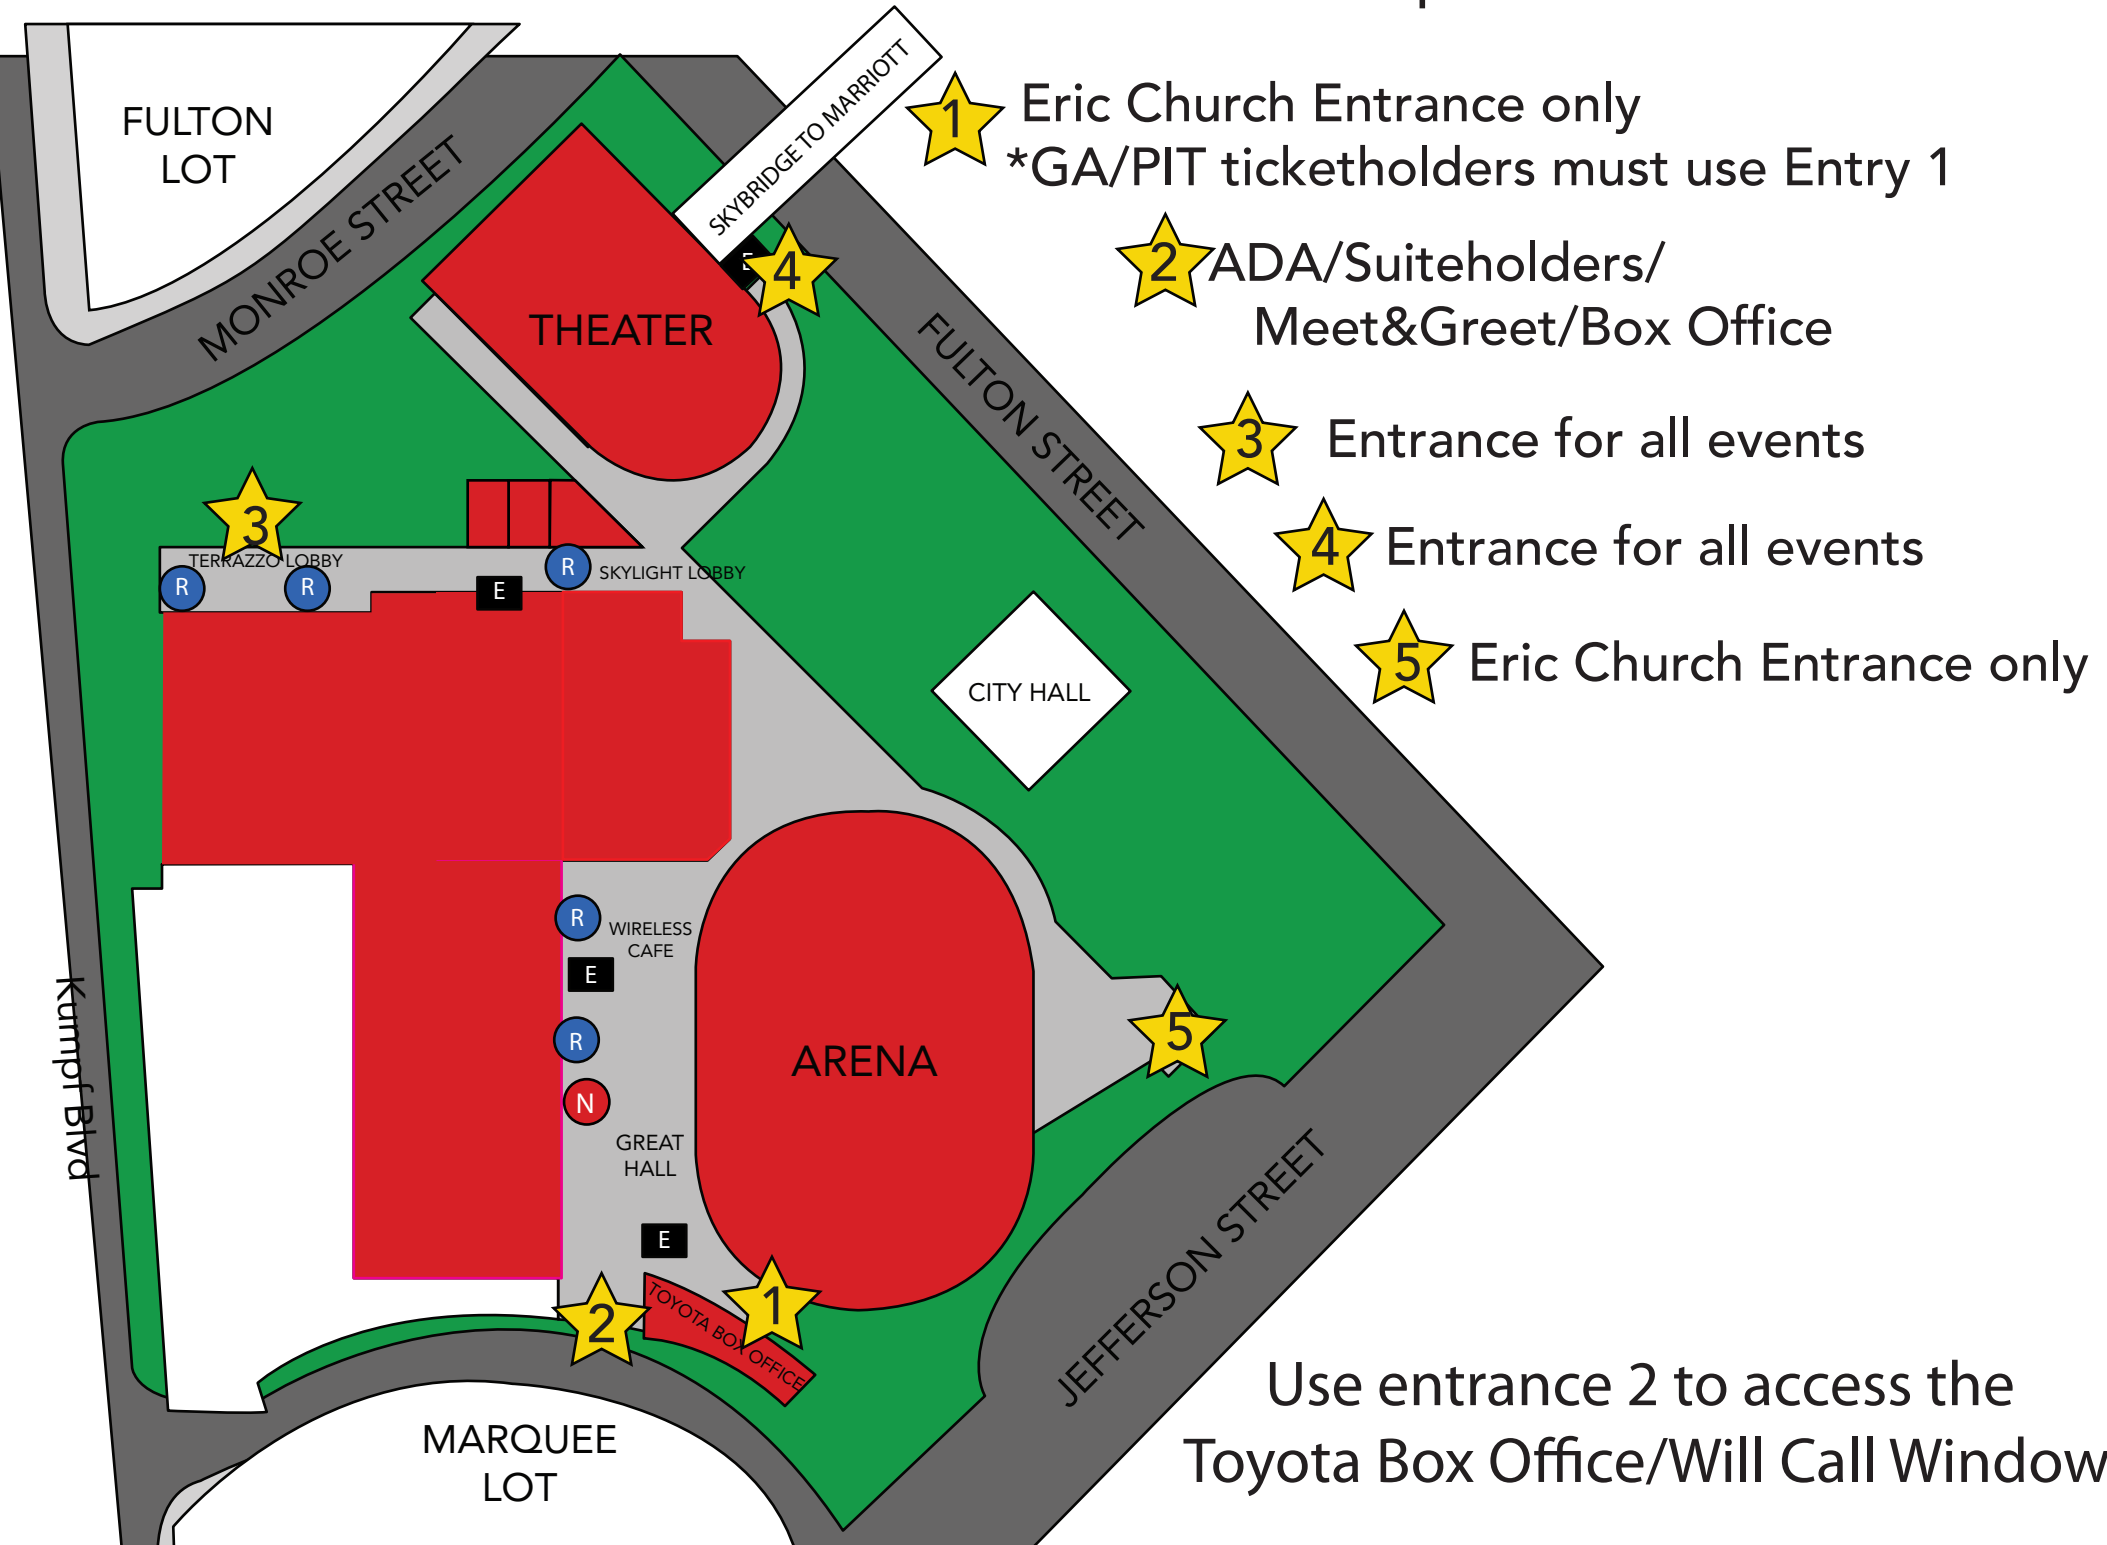 FULTON
LOT
MONROE STREET
SKYBRIDGE TO MARRIOTT
1
Eric Church Entrance only
*GA/PIT ticketholders must use Entry 1
2
ADA/Suiteholders/
Meet&Greet/Box Office
3
Entrance for all events
4
Entrance for all events
5
Eric Church Entrance only
E
4
THEATER
FULTON STREET
3
TERRAZZO LOBBY
R
R
R
SKYLIGHT LOBBY
E
CITY HALL
R
WIRELESS
CAFE
E
R
N
GREAT
HALL
ARENA
5
Kumpf Blvd
E
2
TOYOTA BOX OFFICE
1
JEFFERSON STREET
MARQUEE
LOT
Use entrance 2 to access the
Toyota Box Office/Will Call Window